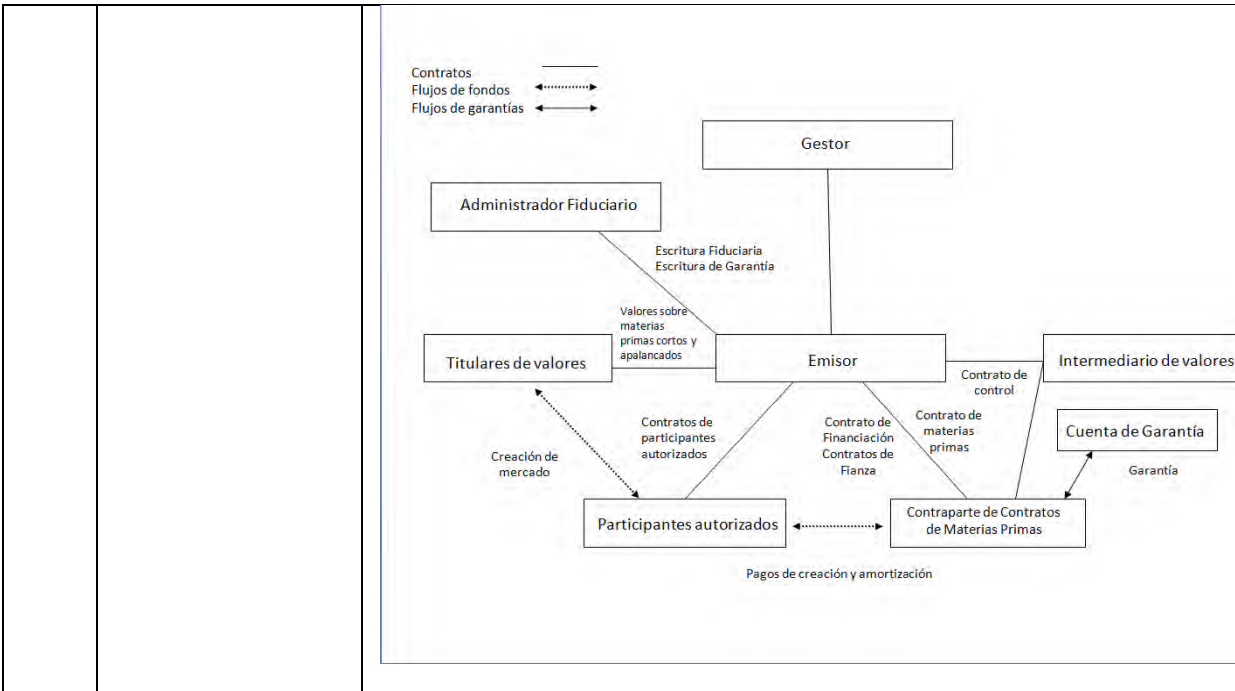 Contratos
Flujos de fondos
Flujos de garantías
Gestor
Administrador Fiduciario
Escritura Fiduciaria
Escritura de Garantía
Valores sobre
materias
primas cortos y
apalancados
Titulares de valores
Emisor
Intermediario de valores
Contrato de
control
Contratos de
participantes
autorizados
Contrato de
Financiación
Contratos de
Fianza
Contrato de
materias
primas
Cuenta de Garantía
Garantía
Creación de
mercado
Participantes autorizados
Contraparte de Contratos
de Materias Primas
Pagos de creación y amortización